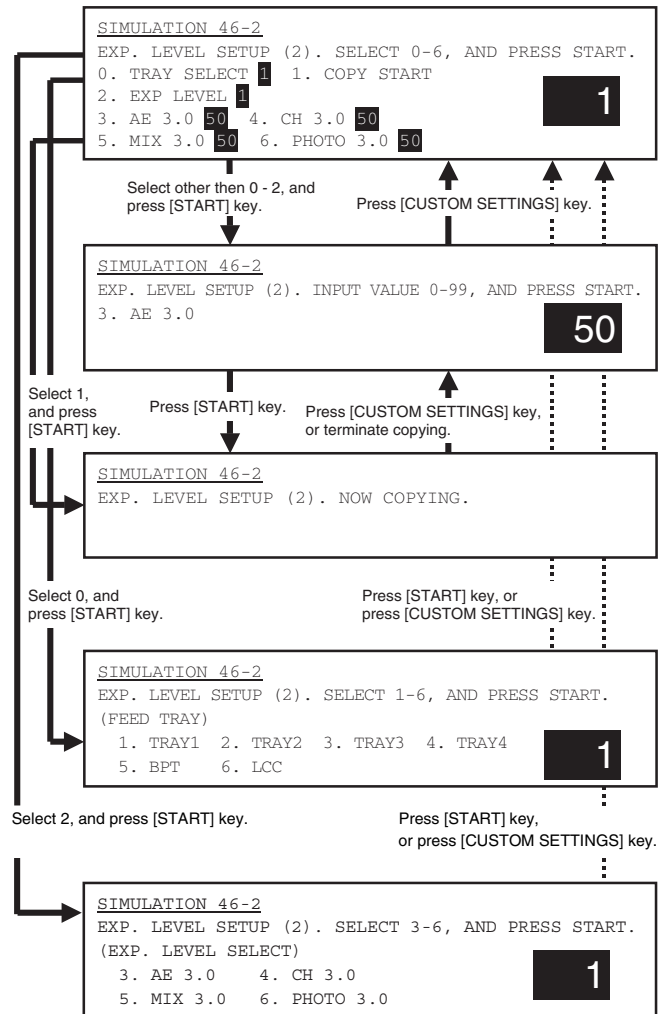 SIMULATION 46-2
EXP. LEVEL SETUP (2). SELECT 0-6, AND PRESS START.
0. TRAY SELECT 1 1. COPY START
2. EXP LEVEL 1
3. AE 3.0 50 4. CH 3.0 50
5. MIX 3.0 50 6. PHOTO 3.0 50
1
Select other then 0 - 2, and
press [START] key.
Press [CUSTOM SETTINGS] key.
SIMULATION 46-2
EXP. LEVEL SETUP (2). INPUT VALUE 0-99, AND PRESS START.
3. AE 3.0
50
Select 1,
and press
[START] key.
Press [START] key.
Press [CUSTOM SETTINGS] key,
or terminate copying.
SIMULATION 46-2
EXP. LEVEL SETUP (2). NOW COPYING.
Select 0, and
press [START] key.
Press [START] key, or
press [CUSTOM SETTINGS] key.
SIMULATION 46-2
EXP. LEVEL SETUP (2). SELECT 1-6, AND PRESS START.
(FEED TRAY)
1. TRAY1 2. TRAY2 3. TRAY3 4. TRAY4
5. BPT 6. LCC
1
Select 2, and press [START] key.
Press [START] key,
or press [CUSTOM SETTINGS] key.
SIMULATION 46-2
EXP. LEVEL SETUP (2). SELECT 3-6, AND PRESS START.
(EXP. LEVEL SELECT)
3. AE 3.0 4. CH 3.0
5. MIX 3.0 6. PHOTO 3.0
1